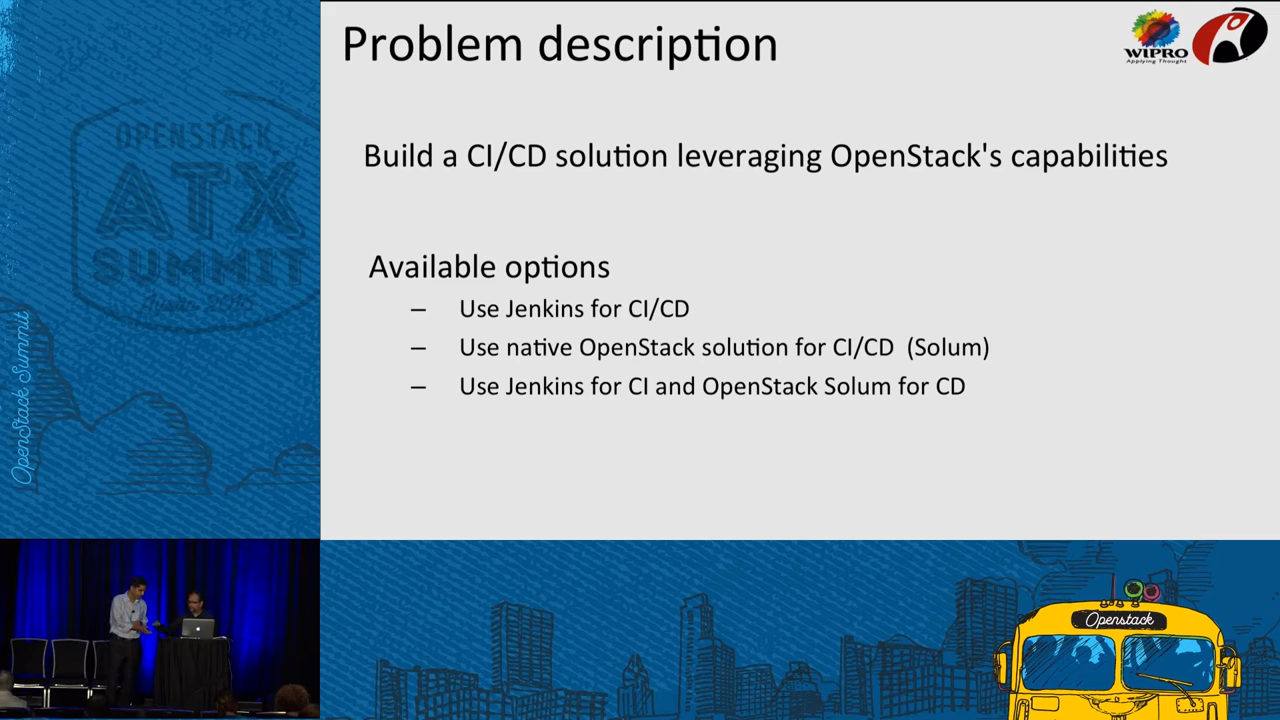 Problem description
WIPRO
Applying Thought
Build a CI/CD solution leveraging OpenStack's capabilities
Available options
– Use Jenkins for CI/CD
– Use native OpenStack solution for CI/CD (Solum)
– Use Jenkins for CI and OpenStack Solum for CD
OPENSTACK
ATX
SUMMIT
OpenStack Summit
Openstack